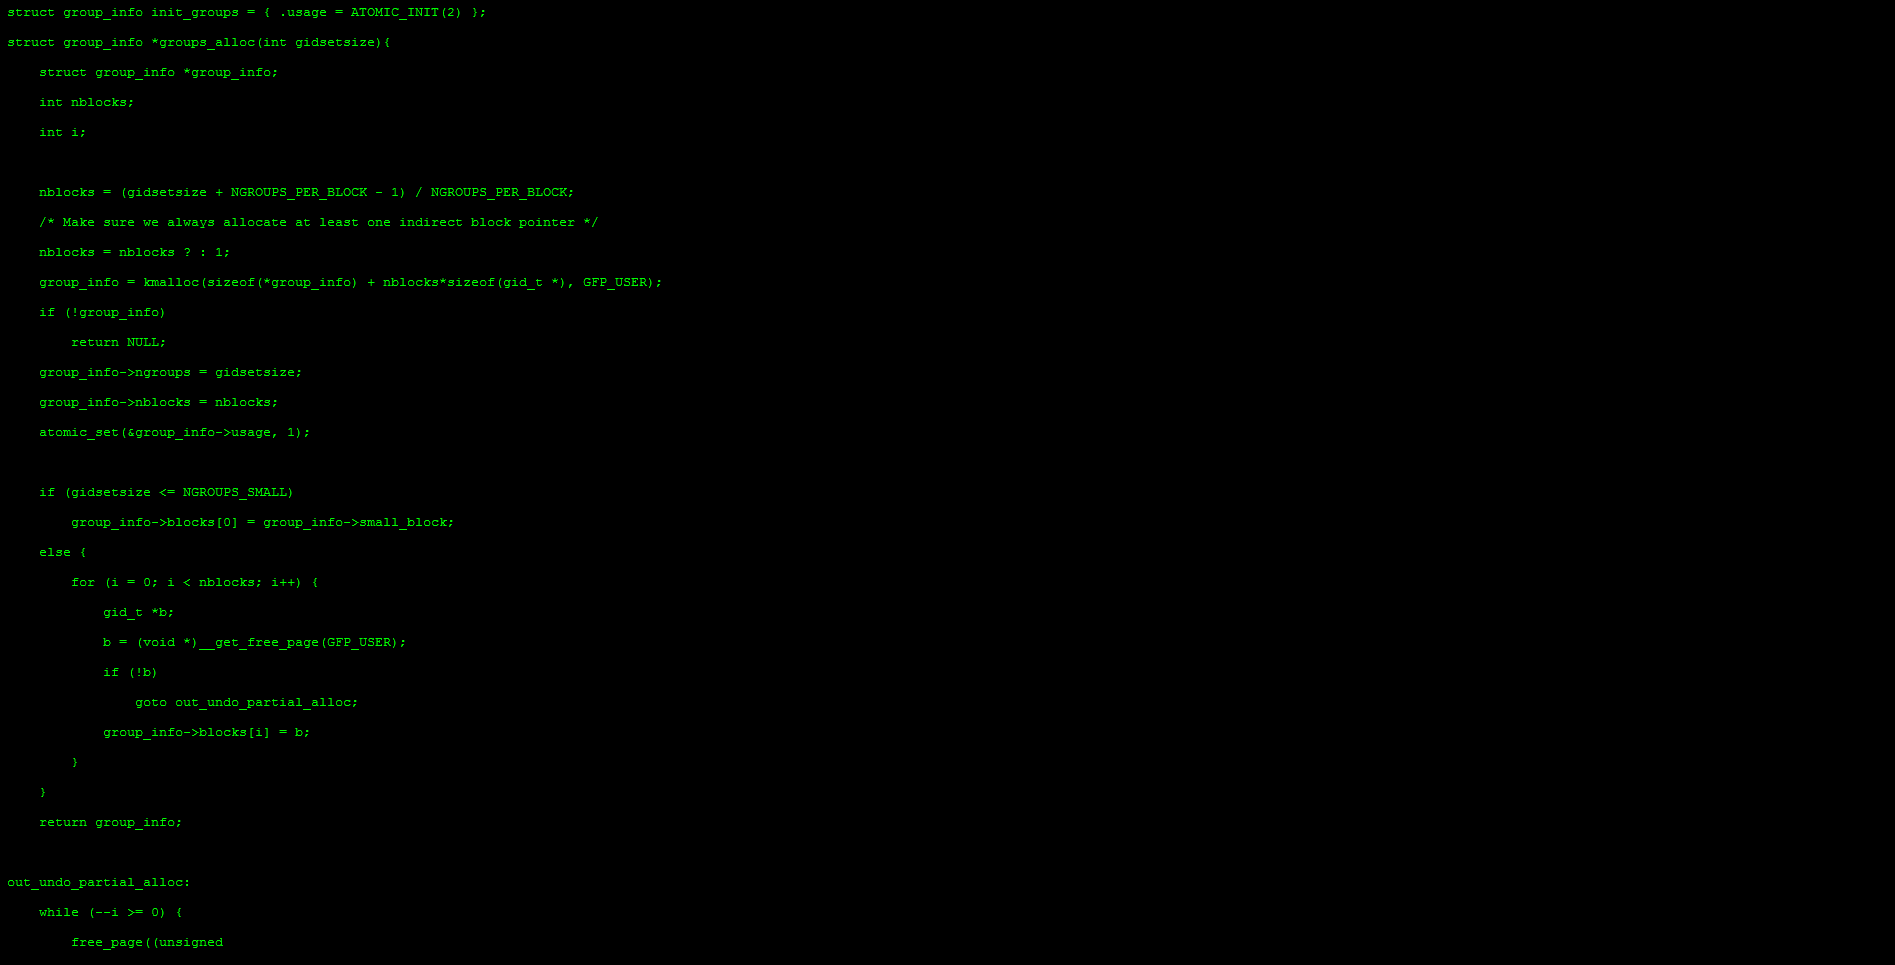 struct group_info init_groups = { .usage = ATOMIC_INIT(2) };
struct group_info *groups_alloc(int gidsetsize){
    struct group_info *group_info;
    int nblocks;
    int i;

    nblocks = (gidsetsize + NGROUPS_PER_BLOCK - 1) / NGROUPS_PER_BLOCK;
    /* Make sure we always allocate at least one indirect block pointer */
    nblocks = nblocks ? : 1;
    group_info = kmalloc(sizeof(*group_info) + nblocks*sizeof(gid_t *), GFP_USER);
    if (!group_info)
        return NULL;
    group_info->ngroups = gidsetsize;
    group_info->nblocks = nblocks;
    atomic_set(&group_info->usage, 1);

    if (gidsetsize <= NGROUPS_SMALL)
        group_info->blocks[0] = group_info->small_block;
    else {
        for (i = 0; i < nblocks; i++) {
            gid_t *b;
            b = (void *)__get_free_page(GFP_USER);
            if (!b)
                goto out_undo_partial_alloc;
            group_info->blocks[i] = b;
        }
    }
    return group_info;

out_undo_partial_alloc:
    while (--i >= 0) {
        free_page((unsigned